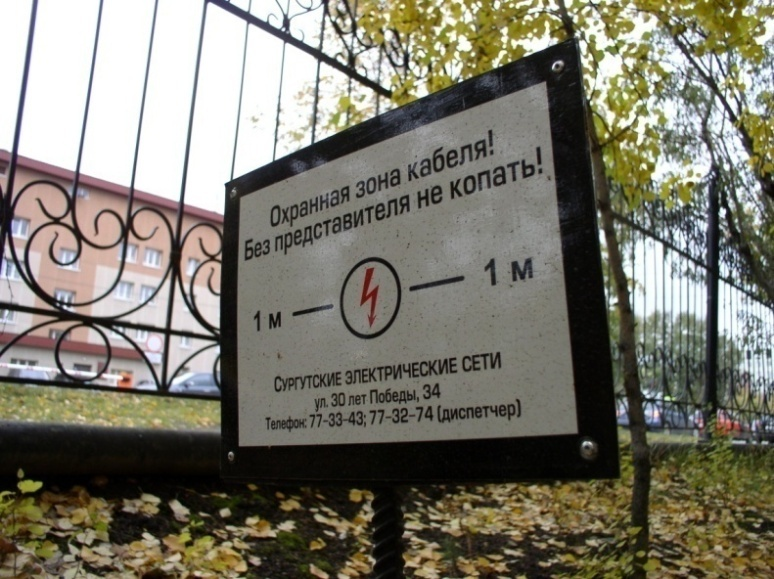 Охранная зона кабеля!
Без представителя не копать!
1 м 1 м
СУРГУТСКИЕ ЭЛЕКТРИЧЕСКИЕ СЕТИ
ул. 30 лет Победы, 34
Телефон: 77-33-43; 77-32-74 (диспетчер)